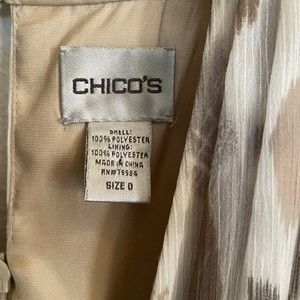 CHICO'S
SHELL:
100% POLYESTER
LINING:
100% POLYESTER
MADE IN CHINA
RN# 79984
SIZE 0